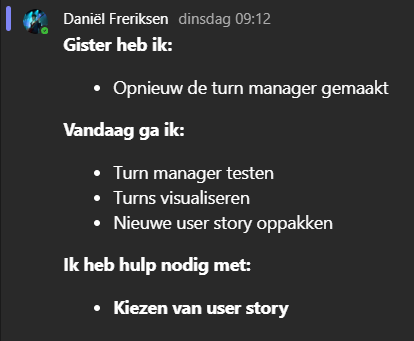 Daniël Freriksen dinsdag 09:12
Gister heb ik:
• Opnieuw de turn manager gemaakt
Vandaag ga ik:
• Turn manager testen
• Turns visualiseren
• Nieuwe user story oppakken
Ik heb hulp nodig met:
• Kiezen van user story